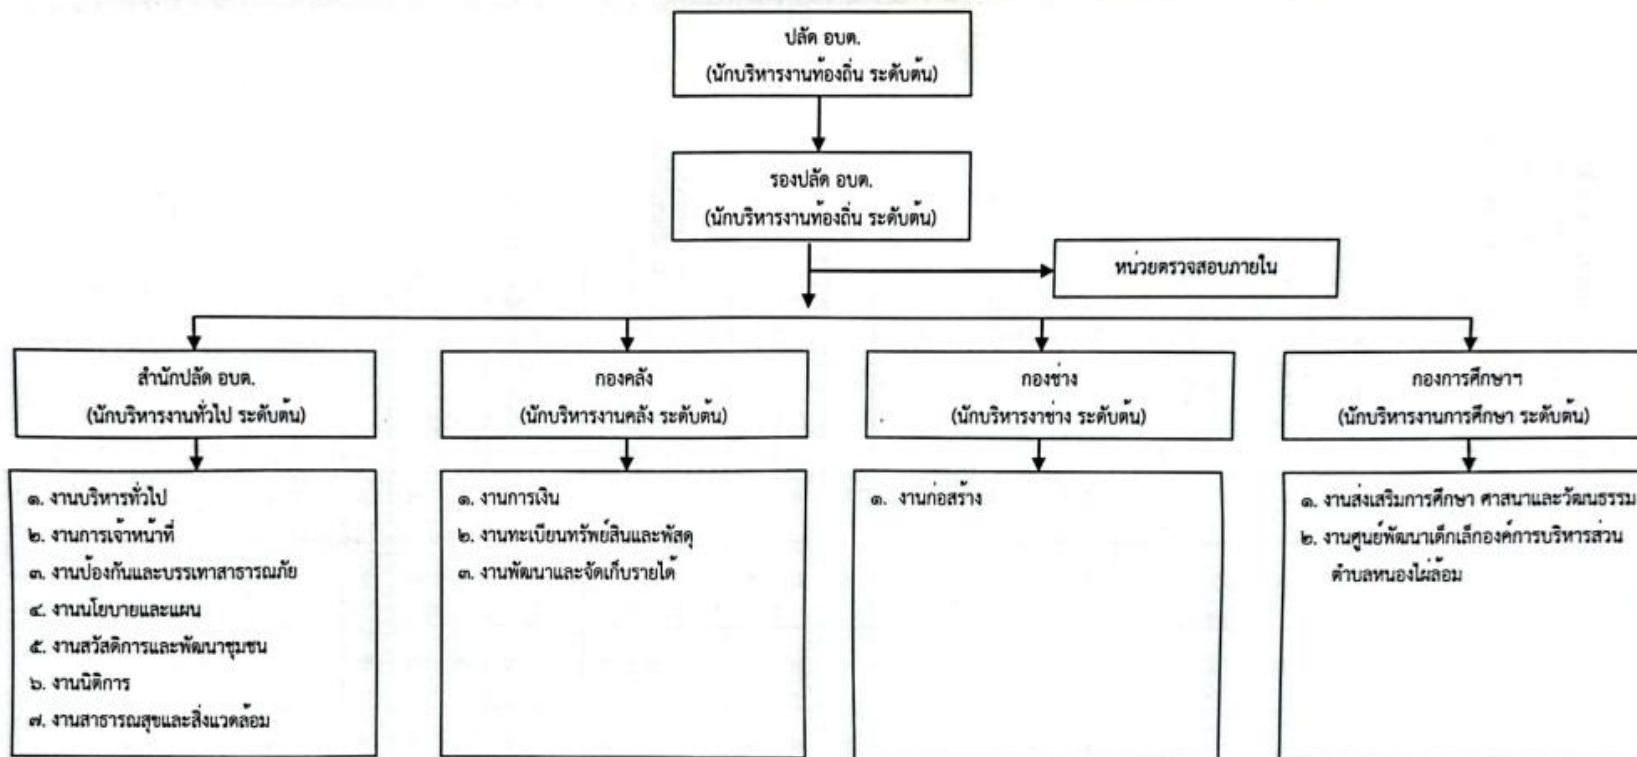 ปลัด อบต.
(นักบริหารงานท้องถิ่น ระดับต้น)
รองปลัด อบต.
(นักบริหารงานท้องถิ่น ระดับต้น)
หน่วยตรวจสอบภายใน
สำนักปลัด อบต.
(นักบริหารงานทั่วไป ระดับต้น)
กองคลัง
(นักบริหารงานคลัง ระดับต้น)
กองช่าง
(นักบริหารงาช่าง ระดับต้น)
กองการศึกษาฯ
(นักบริหารงานการศึกษา ระดับต้น)
๑. งานบริหารทั่วไป
๒. งานการเจ้าหน้าที่
๓. งานป้องกันและบรรเทาสาธารณภัย
๔. งานนโยบายและแผน
๕. งานสวัสดิการและพัฒนาชุมชน
๖. งานนิติการ
๗. งานสาธารณสุขและสิ่งแวดล้อม
๑. งานการเงิน
๒. งานทะเบียนทรัพย์สินและพัสดุ
๓. งานพัฒนาและจัดเก็บรายได้
๑. งานก่อสร้าง
๑. งานส่งเสริมการศึกษา ศาสนาและวัฒนธรรม
๒. งานศูนย์พัฒนาเด็กเล็กองค์การบริหารส่วน
ตำบลหนองไผ่ล้อม